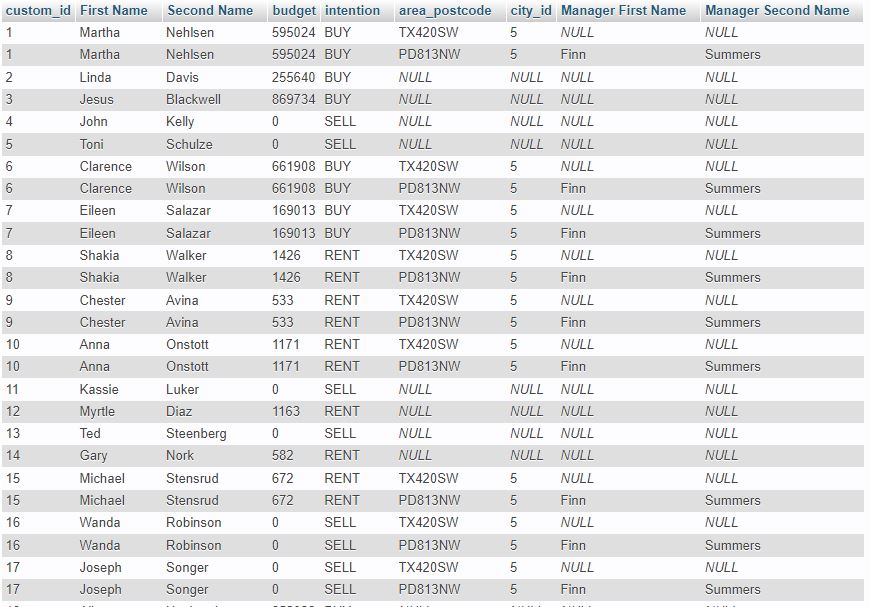 custom_id First Name Second Name budget intention area_postcode city_id Manager First Name Manager Second Name
1 Martha Nehlsen 595024 BUY TX420SW 5 NULL NULL
1 Martha Nehlsen 595024 BUY PD813NW 5 Finn Summers
2 Linda Davis 255640 BUY NULL NULL NULL NULL
3 Jesus Blackwell 869734 BUY NULL NULL NULL NULL
4 John Kelly 0 SELL NULL NULL NULL NULL
5 Toni Schulze 0 SELL NULL NULL NULL NULL
6 Clarence Wilson 661908 BUY TX420SW 5 NULL NULL
6 Clarence Wilson 661908 BUY PD813NW 5 Finn Summers
7 Eileen Salazar 169013 BUY TX420SW 5 NULL NULL
7 Eileen Salazar 169013 BUY PD813NW 5 Finn Summers
8 Shakia Walker 1426 RENT TX420SW 5 NULL NULL
8 Shakia Walker 1426 RENT PD813NW 5 Finn Summers
9 Chester Avina 533 RENT TX420SW 5 NULL NULL
9 Chester Avina 533 RENT PD813NW 5 Finn Summers
10 Anna Onstott 1171 RENT TX420SW 5 NULL NULL
10 Anna Onstott 1171 RENT PD813NW 5 Finn Summers
11 Kassie Luker 0 SELL NULL NULL NULL NULL
12 Myrtle Diaz 1163 RENT NULL NULL NULL NULL
13 Ted Steenberg 0 SELL NULL NULL NULL NULL
14 Gary Nork 582 RENT NULL NULL NULL NULL
15 Michael Stensrud 672 RENT TX420SW 5 NULL NULL
15 Michael Stensrud 672 RENT PD813NW 5 Finn Summers
16 Wanda Robinson 0 SELL TX420SW 5 NULL NULL
16 Wanda Robinson 0 SELL PD813NW 5 Finn Summers
17 Joseph Songer 0 SELL TX420SW 5 NULL NULL
17 Joseph Songer 0 SELL PD813NW 5 Finn Summers